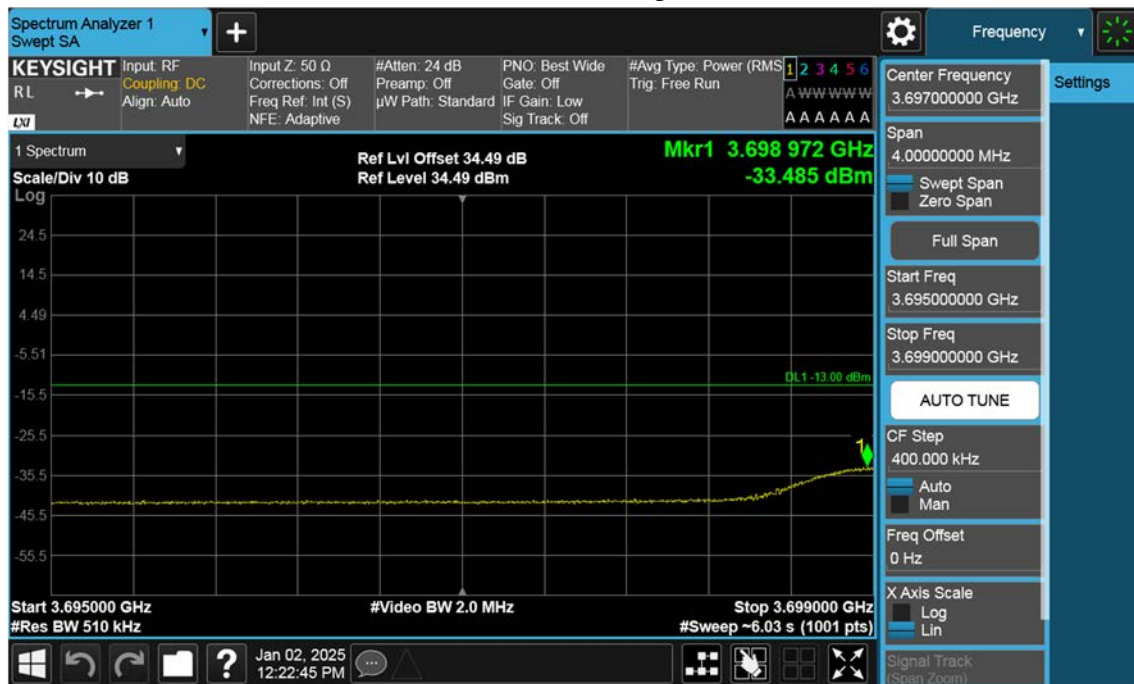 Spectrum Analyzer 1
Swept SA
+
Frequency
KEYSIGHT
RL
LXI
Input: RF
Coupling: DC
Align: Auto
Input Z: 50 Ω
Corrections: Off
Freq Ref: Int (S)
NFE: Adaptive
#Atten: 24 dB
Preamp: Off
µW Path: Standard
PNO: Best Wide
Gate: Off
IF Gain: Low
Sig Track: Off
#Avg Type: Power (RMS
Trig: Free Run
1 2 3 4 5 6
A W W W W W
A A A A A A
1 Spectrum
Scale/Div 10 dB
Ref Lvl Offset 34.49 dB
Ref Level 34.49 dBm
Mkr1 3.698 972 GHz
-33.485 dBm
Log
24.5
14.5
4.49
-5.51
-15.5
-25.5
-35.5
-45.5
-55.5
DL1 -13.00 dBm
1
Start 3.695000 GHz
#Res BW 510 kHz
#Video BW 2.0 MHz
Stop 3.699000 GHz
#Sweep ~6.03 s (1001 pts)
Center Frequency
3.697000000 GHz
Span
4.00000000 MHz
Swept Span
Zero Span
Full Span
Start Freq
3.695000000 GHz
Stop Freq
3.699000000 GHz
AUTO TUNE
CF Step
400.000 kHz
Auto
Man
Freq Offset
0 Hz
X Axis Scale
Log
Lin
Signal Track
(Span Zoom)
Settings
?
Jan 02, 2025
12:22:45 PM